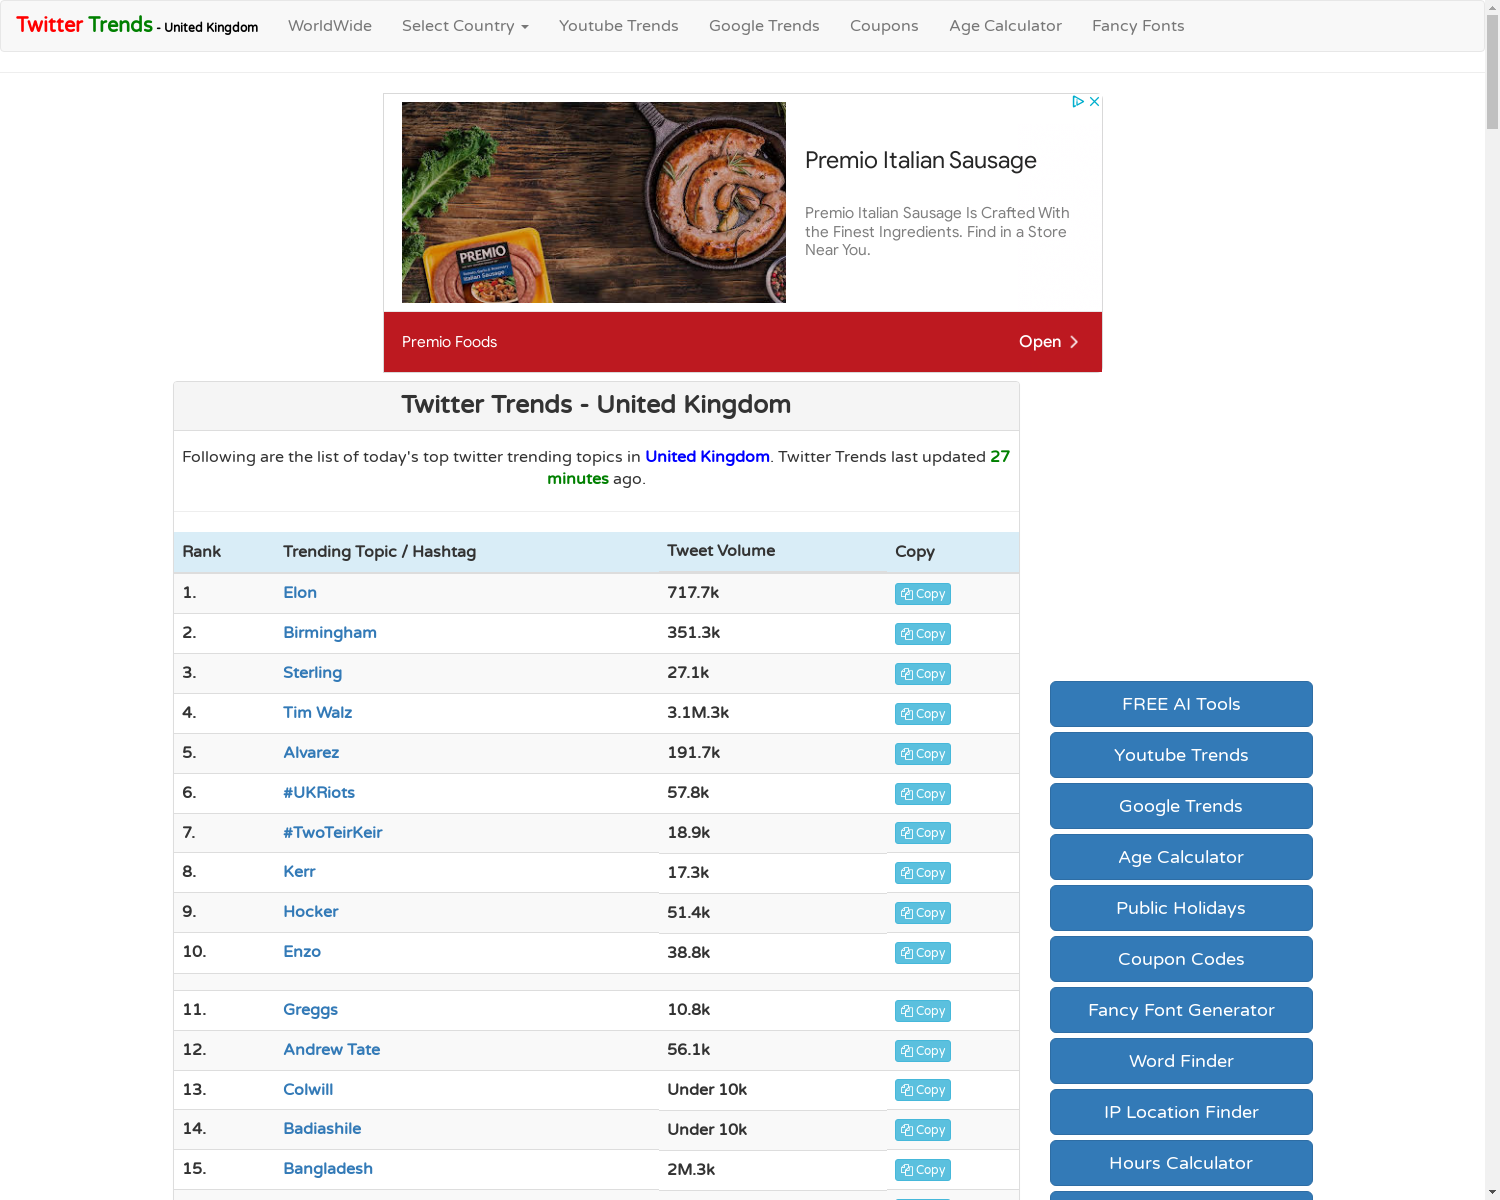 Twitter Trends - United Kingdom WorldWide Select Country Youtube Trends Google Trends Coupons Age Calculator Fancy Fonts
Premio Italian Sausage
Premio Italian Sausage Is Crafted With
the Finest Ingredients. Find in a Store
Near You.
PREMIO
Italian Sausage
Premio Foods Open
Twitter Trends - United Kingdom
Following are the list of today's top twitter trending topics in United Kingdom. Twitter Trends last updated 27
minutes ago.
Rank Trending Topic / Hashtag Tweet Volume Copy
1. Elon 717.7k Copy
2. Birmingham 351.3k Copy
3. Sterling 27.1k Copy
4. Tim Walz 3.1M.3k Copy
5. Alvarez 191.7k Copy
6. #UKRiots 57.8k Copy
7. #TwoTeirKeir 18.9k Copy
8. Kerr 17.3k Copy
9. Hocker 51.4k Copy
10. Enzo 38.8k Copy
11. Greggs 10.8k Copy
12. Andrew Tate 56.1k Copy
13. Colwill Under 10k Copy
14. Badiashile Under 10k Copy
15. Bangladesh 2M.3k Copy
FREE AI Tools
Youtube Trends
Google Trends
Age Calculator
Public Holidays
Coupon Codes
Fancy Font Generator
Word Finder
IP Location Finder
Hours Calculator